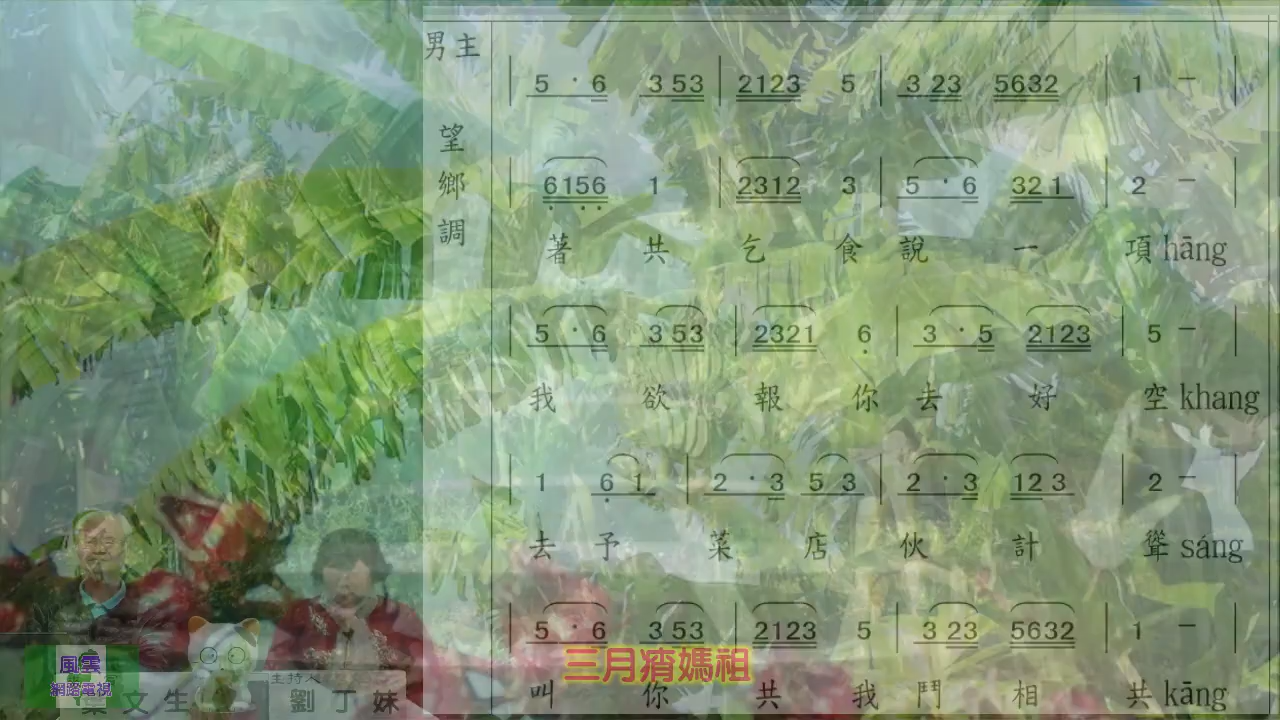 男主
望鄉調
5 · 6 3 53 | 2123 5 | 3 23 5632 | 1 — |
6156 1 | 2312 3 | 5 · 6 32 1 | 2 — |
著 共 乞 食 說 一 項 hāng
5 · 6 3 53 | 2321 6 | 3 · 5 2123 | 5 — |
我 欲 報 你 去 好 空 khang
1 6 1 | 2 · 3 5 3 | 2 · 3 12 3 | 2 — |
去 予 菜 店 伙 計 聳 sáng
5 · 6 3 53 | 2123 5 | 3 23 5632 | 1 — |
叫 你 共 我 鬥 相 共 kāng
三月痟媽祖
風雲
網路電視
葉文生
主持人
劉丁妹